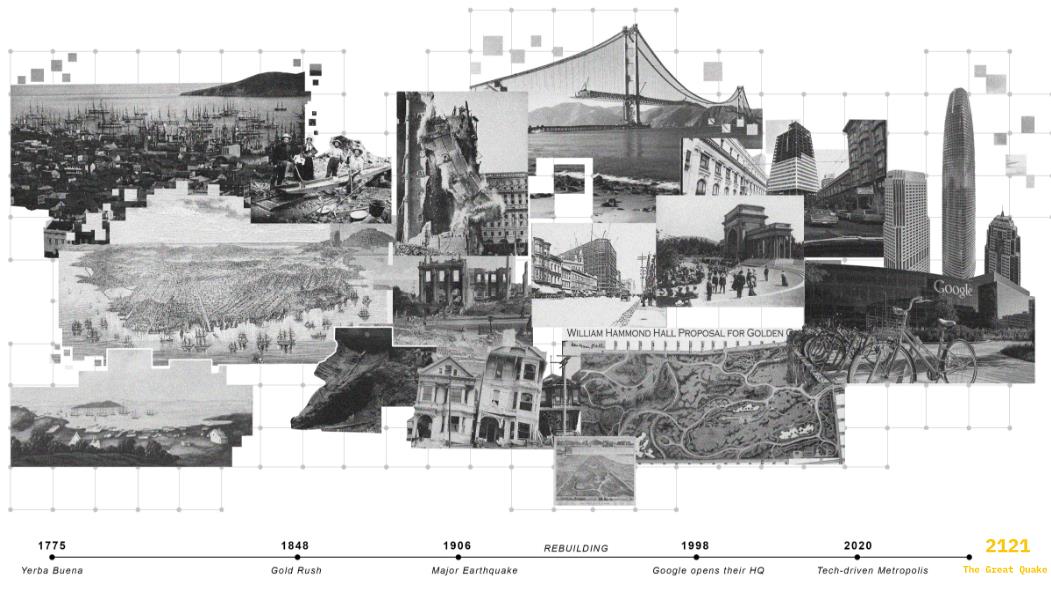 WILLIAM HAMMOND HALL PROPOSAL FOR GOLDEN G
Google
1775
Yerba Buena
1848
Gold Rush
1906
Major Earthquake
REBUILDING
1998
Google opens their HQ
2020
Tech-driven Metropolis
2121
The Great Quake